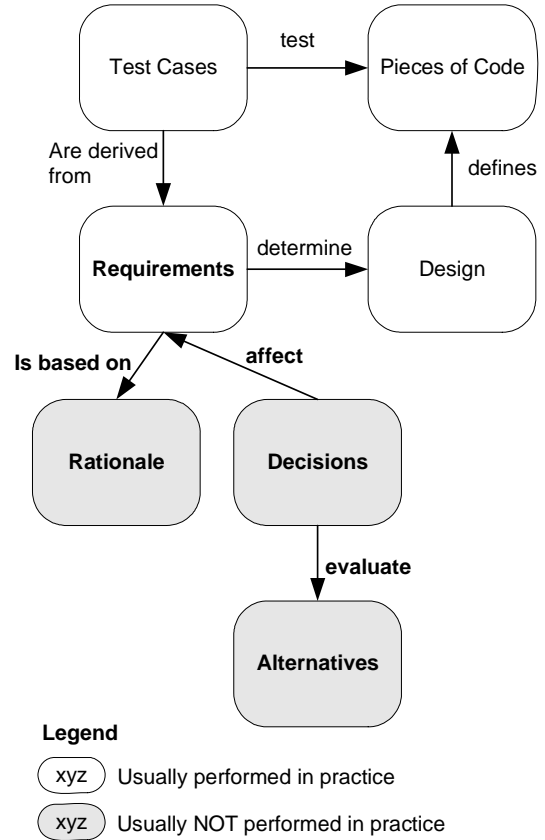 test
Test Cases
Pieces of Code
Are derived
from
defines
Requirements
determine
Design
Is based on
affect
Rationale
Decisions
evaluate
Alternatives
Legend
xyz
Usually performed in practice
xyz
Usually NOT performed in practice